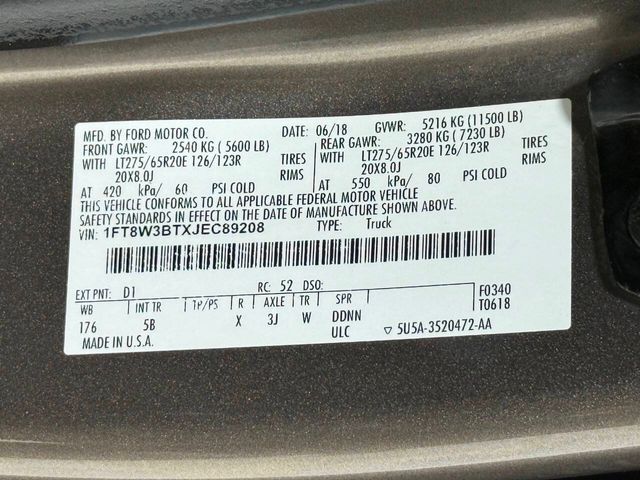 MFD. BY FORD MOTOR CO. DATE: 06/18 GVWR: 5216 KG (11500 LB)
FRONT GAWR: 2540 KG (5600 LB) REAR GAWR: 3280 KG (7230 LB)
WITH LT275/65R20E 126/123R TIRES WITH LT275/65R20E 126/123R TIRES
20X8.0J RIMS 20X8.0J RIMS
AT 420 kPa/ 60 PSI COLD AT 550 kPa/ 80 PSI COLD
THIS VEHICLE CONFORMS TO ALL APPLICABLE FEDERAL MOTOR VEHICLE
SAFETY STANDARDS IN EFFECT ON THE DATE OF MANUFACTURE SHOWN ABOVE.
VIN: 1FT8W3BTXJEC89208 TYPE: Truck
EXT PNT: D1 RC: 52 DSO: F0340
WB INT TR TP/PS R AXLE TR SPR T0618
176 5B X 3J W DDNN
MADE IN U.S.A. ULC ▽ 5U5A-3520472-AA